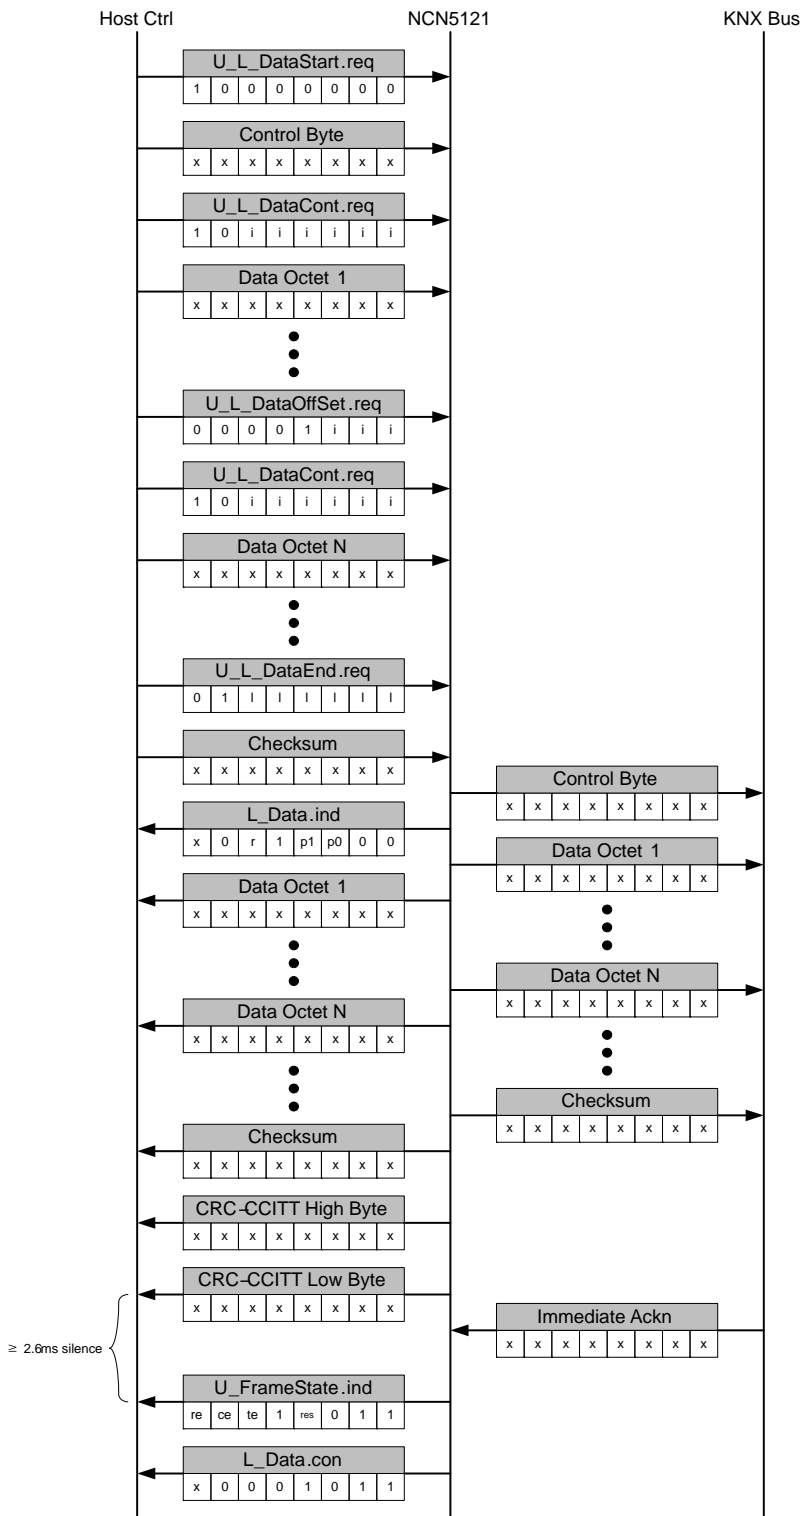 Host Ctrl NCN5121 KNX Bus
U_L_DataStart.req
1 0 0 0 0 0 0 0
Control Byte
x x x x x x x x
U_L_DataCont.req
1 0 i i i i i i
Data Octet 1
x x x x x x x x
U_L_DataOffSet.req
0 0 0 0 1 i i i
U_L_DataCont.req
1 0 i i i i i i
Data Octet N
x x x x x x x x
U_L_DataEnd.req
0 1 l l l l l l
Checksum
x x x x x x x x
Control Byte
x x x x x x x x
L_Data.ind
x 0 r 1 p1 p0 0 0
Data Octet 1
x x x x x x x x
Data Octet 1
x x x x x x x x
Data Octet N
x x x x x x x x
Data Octet N
x x x x x x x x
Checksum
x x x x x x x x
Checksum
x x x x x x x x
CRC-CCITT High Byte
x x x x x x x x
CRC-CCITT Low Byte
x x x x x x x x
Immediate Ackn
x x x x x x x x
≥ 2.6ms silence
U_FrameState.ind
re ce te 1 res 0 1 1
L_Data.con
x 0 0 0 1 0 1 1